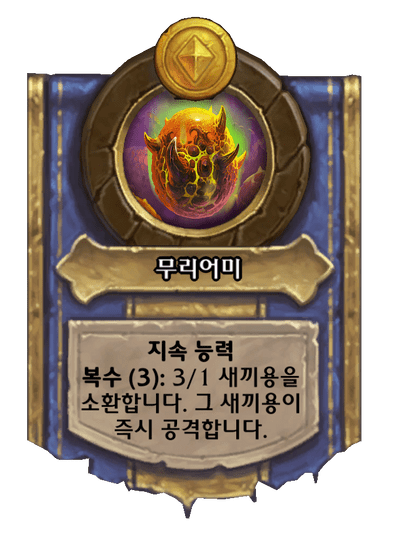 무리어미
지속 능력
복수 (3): 3/1 새끼용을
소환합니다. 그 새끼용이
즉시 공격합니다.